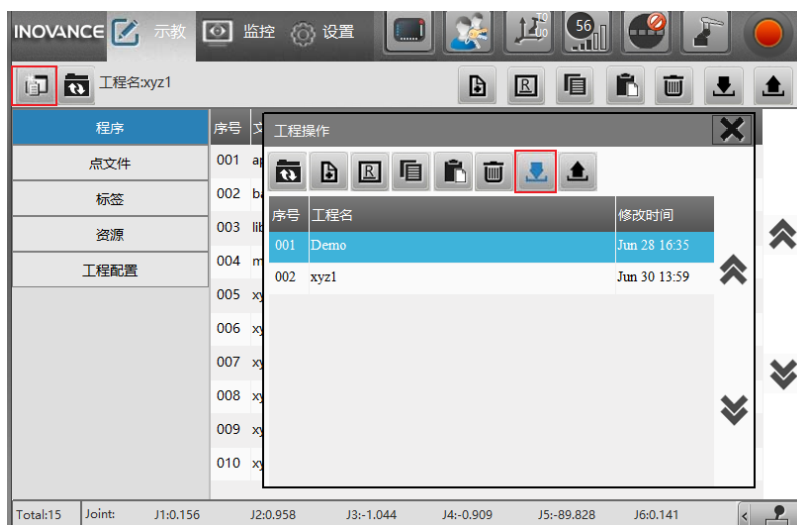 INOVANCE 示教 监控 设置 TO U0 56
工程名:xyz1 R
程序 序号
工程操作
点文件 001
标签 002
R
资源 003
序号 工程名 修改时间
001 Demo Jun 28 16:35
工程配置 004
002 xyz1 Jun 30 13:59
005
006
007
008
009
010
Total:15 Joint: J1:0.156 J2:0.958 J3:-1.044 J4:-0.909 J5:-89.828 J6:0.141